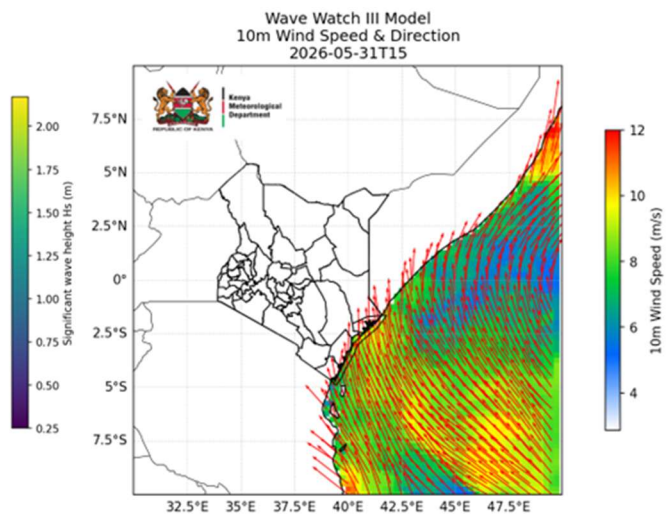 Wave Watch III Model
10m Wind Speed & Direction
2026-05-31T15
Kenya
Meteorological
Department
REPUBLIC OF KENYA
2.00
1.75
1.50
1.25
1.00
0.75
0.50
0.25
Significant wave height Hs (m)
7.5°N
5°N
2.5°N
0°
2.5°S
5°S
7.5°S
32.5°E 35°E 37.5°E 40°E 42.5°E 45°E 47.5°E
12
10
8
6
4
10m Wind Speed (m/s)